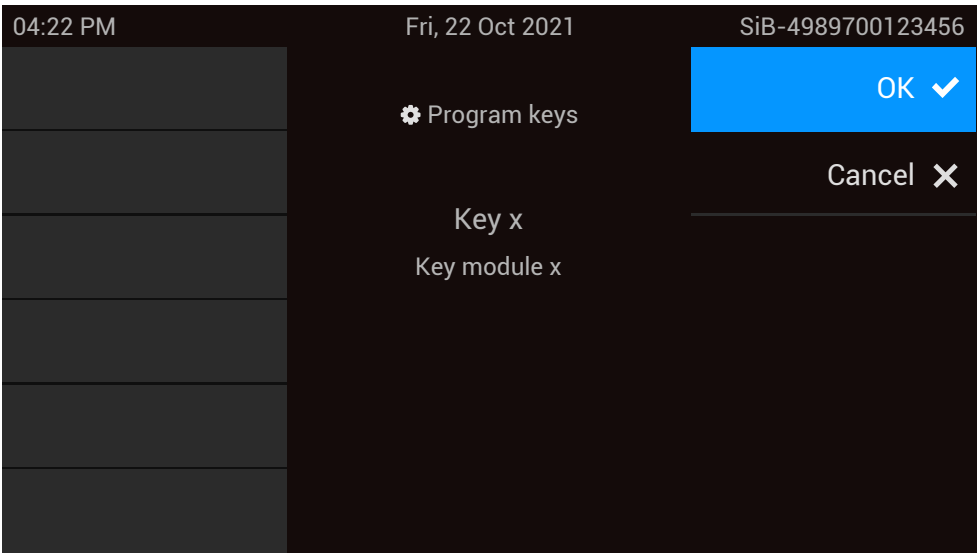 04:22 PM Fri, 22 Oct 2021 SiB-4989700123456
OK
Program keys
Cancel
Key x
Key module x